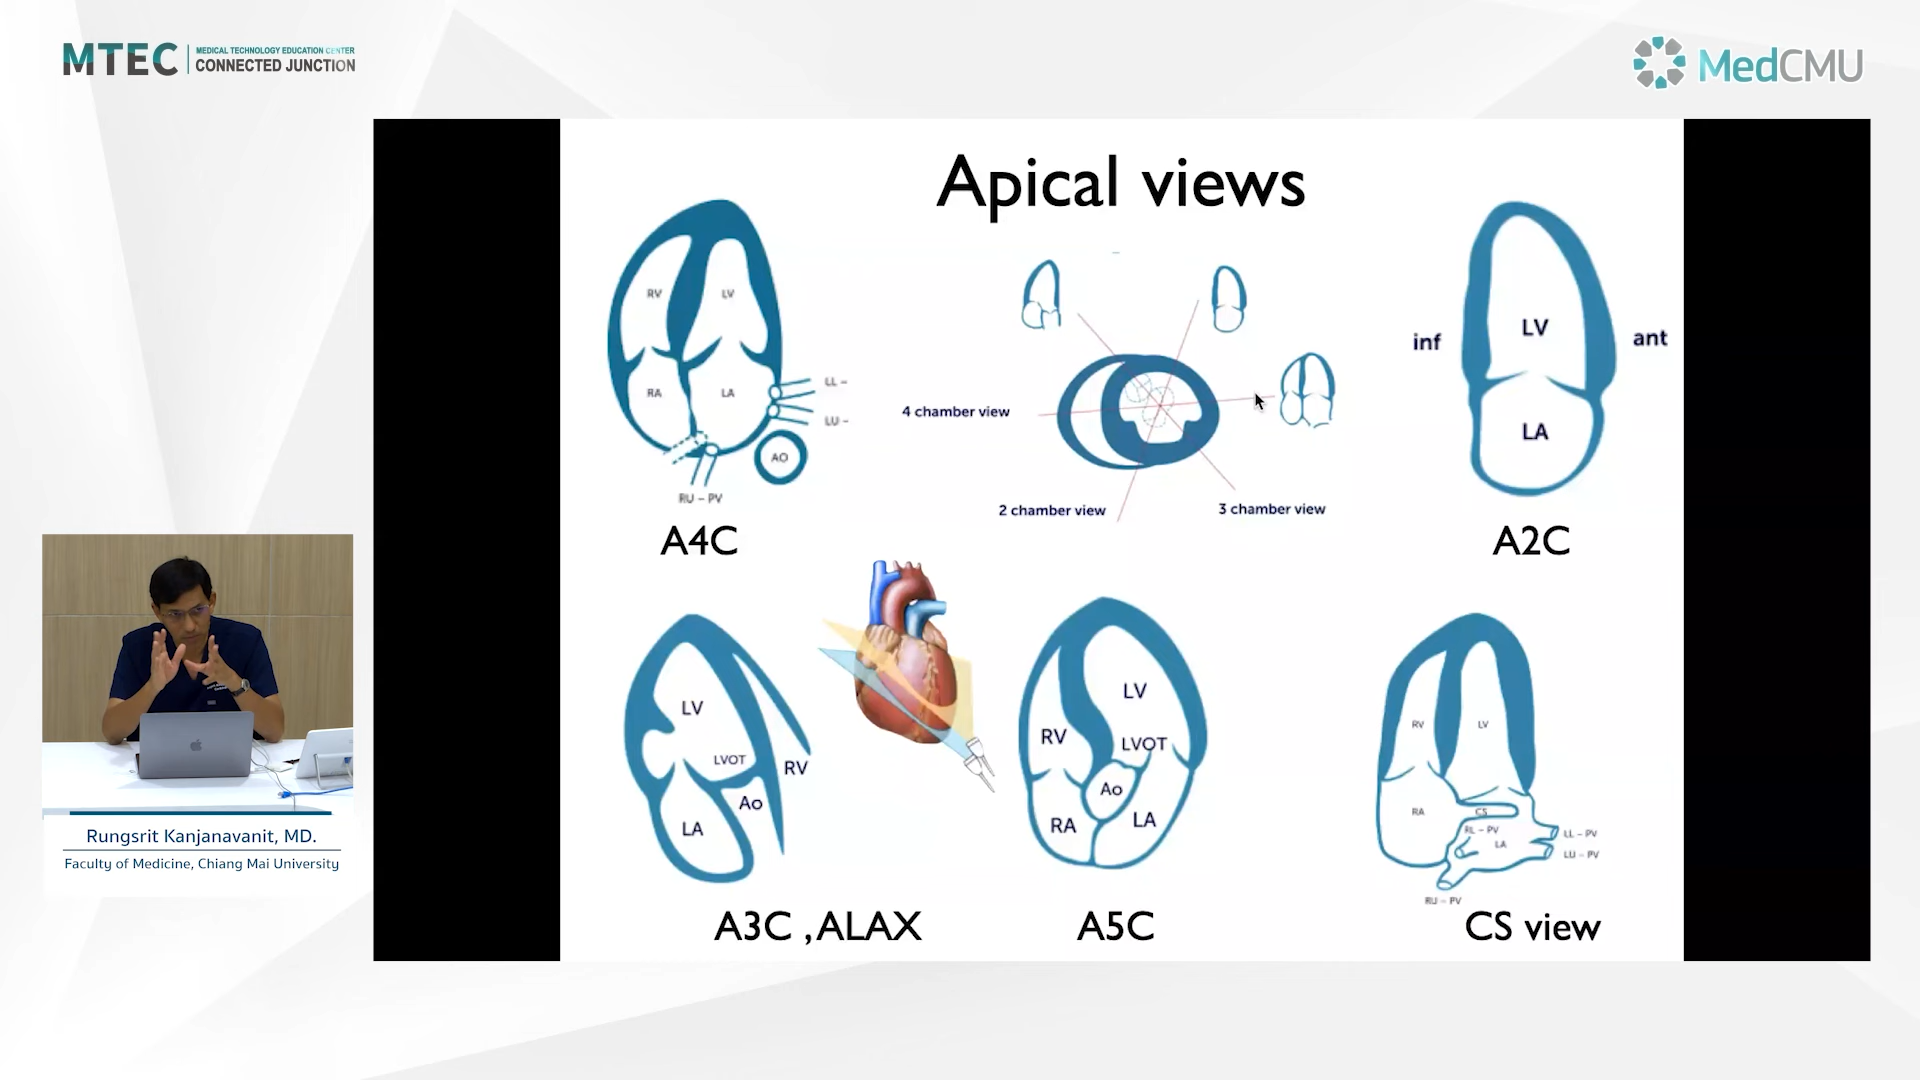 MTEC
MEDICAL TECHNOLOGY EDUCATION CENTER
CONNECTED JUNCTION
MedCMU
Apical views
RV
LV
RA
LA
LL -
LU -
AO
RU - PV
A4C
4 chamber view
2 chamber view
3 chamber view
inf
LV
ant
LA
A2C
LV
LVOT
RV
Ao
LA
A3C , ALAX
LV
RV
LVOT
Ao
RA
LA
A5C
RV
LV
RA
CS
RL - PV
LL - PV
LA
LU - PV
RU - PV
CS view
Rungsrit Kanjanavanit, MD.
Faculty of Medicine, Chiang Mai University